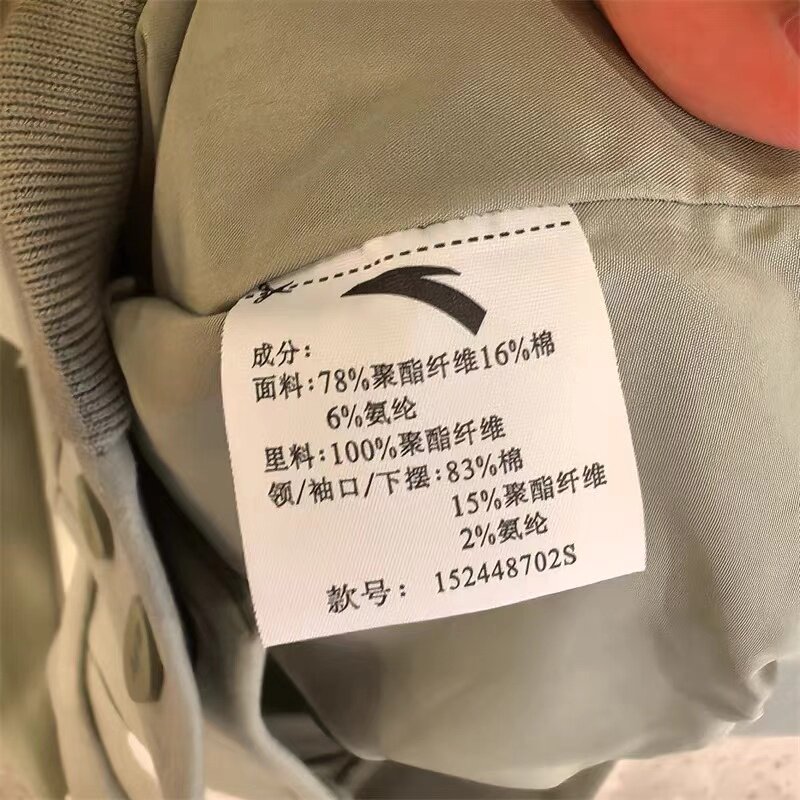 成分：
面料:78%聚酯纤维16%棉
6%氨纶
里料:100%聚酯纤维
领/袖口/下摆:83%棉
15%聚酯纤维
2%氨纶
款号： 152448702S